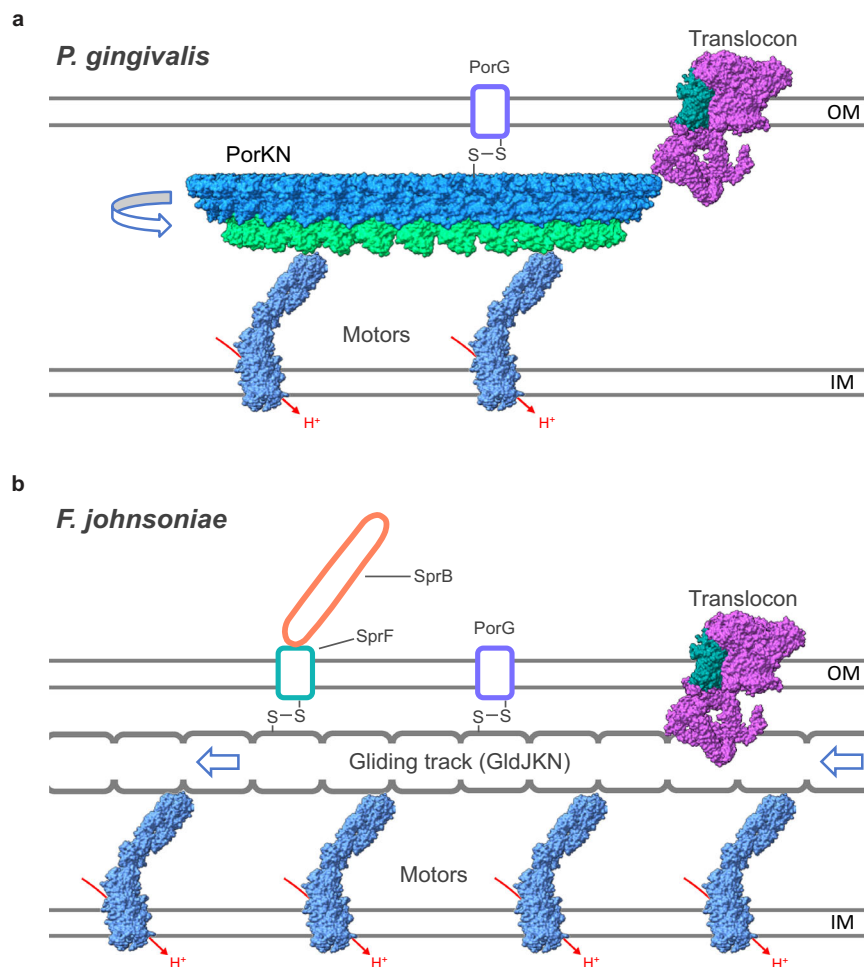 a
P. gingivalis
Translocon
PorG
OM
S–S
PorKN
Motors
IM
H⁺
H⁺
b
F. johnsoniae
SprB
Translocon
PorG
SprF
OM
S–S
S–S
Gliding track (GldJKN)
Motors
IM
H⁺
H⁺
H⁺
H⁺